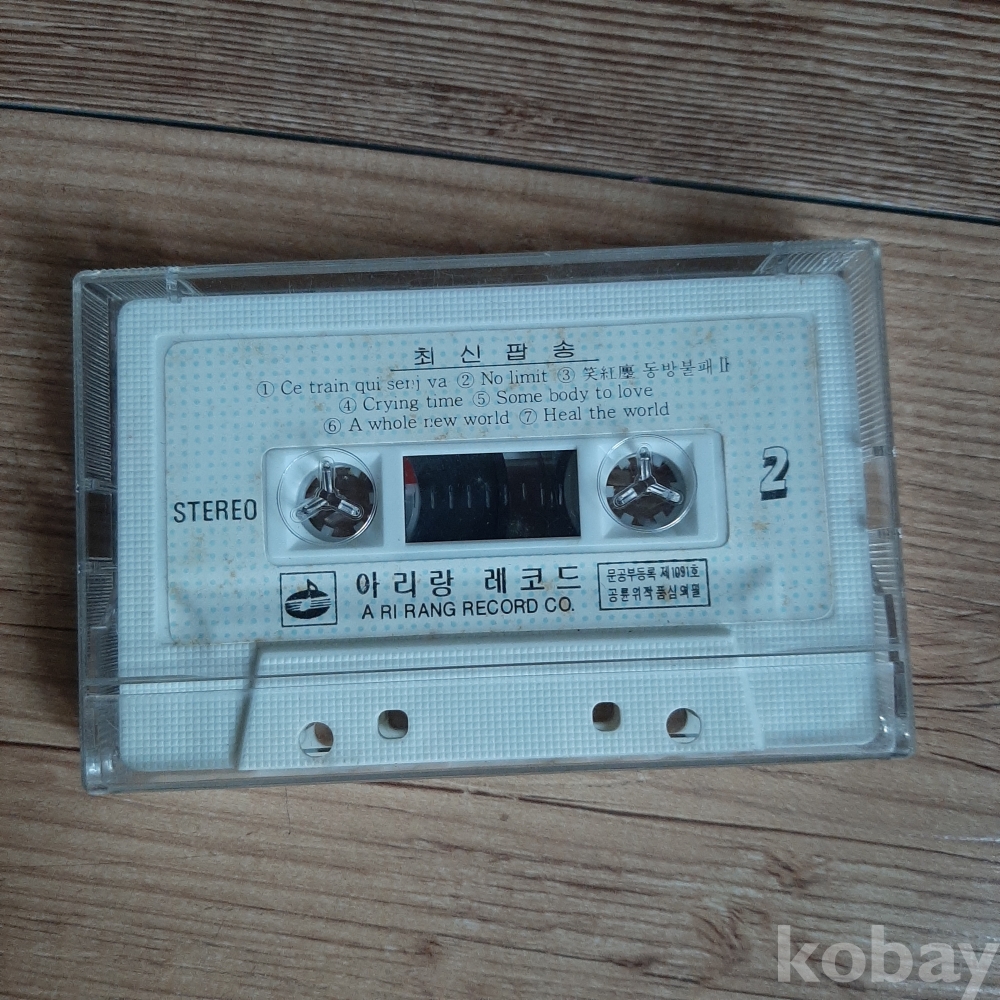 최신팝송
① Ce train qui senj va ② No limit ③ 笑紅塵 동방불패 II
④ Crying time ⑤ Some body to love
⑥ A whole new world ⑦ Heal the world
STEREO
2
아리랑 레코드
A RI RANG RECORD CO.
문공부등록 제1091호
공륜위작품심의필
kobay